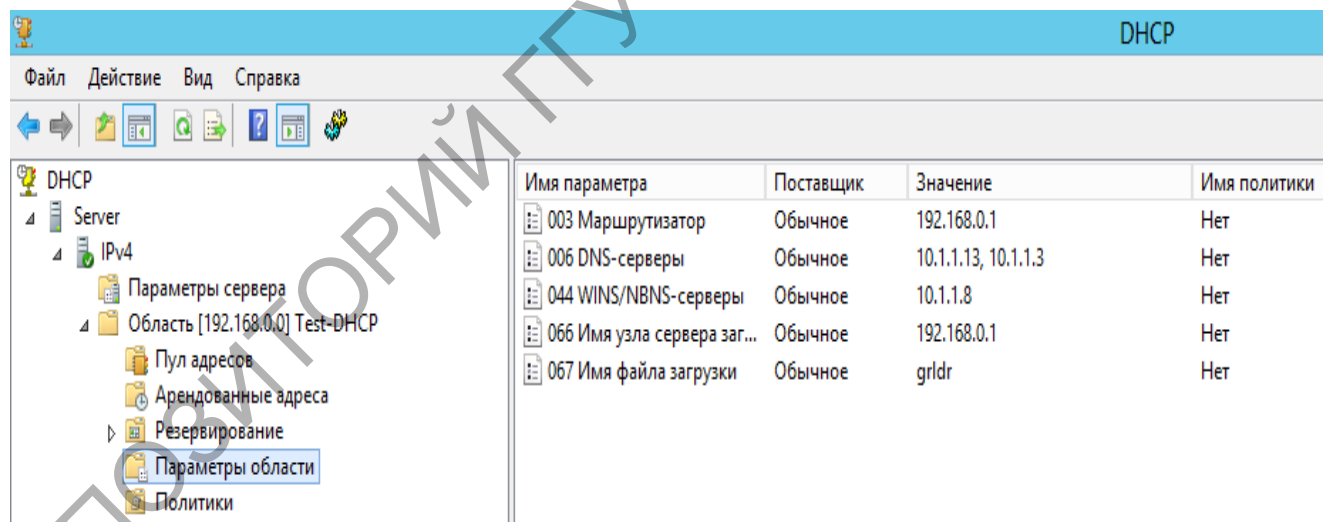 DHCP
Файл Действие Вид Справка
DHCP
Server
IPv4
Параметры сервера
Область [192.168.0.0] Test-DHCP
Пул адресов
Арендованные адреса
Резервирование
Параметры области
Политики
Имя параметра Поставщик Значение Имя политики
003 Маршрутизатор Обычное 192.168.0.1 Нет
006 DNS-серверы Обычное 10.1.1.13, 10.1.1.3 Нет
044 WINS/NBNS-серверы Обычное 10.1.1.8 Нет
066 Имя узла сервера заг... Обычное 192.168.0.1 Нет
067 Имя файла загрузки Обычное grldr Нет
ПОЗИТОРИЙ ГГУ